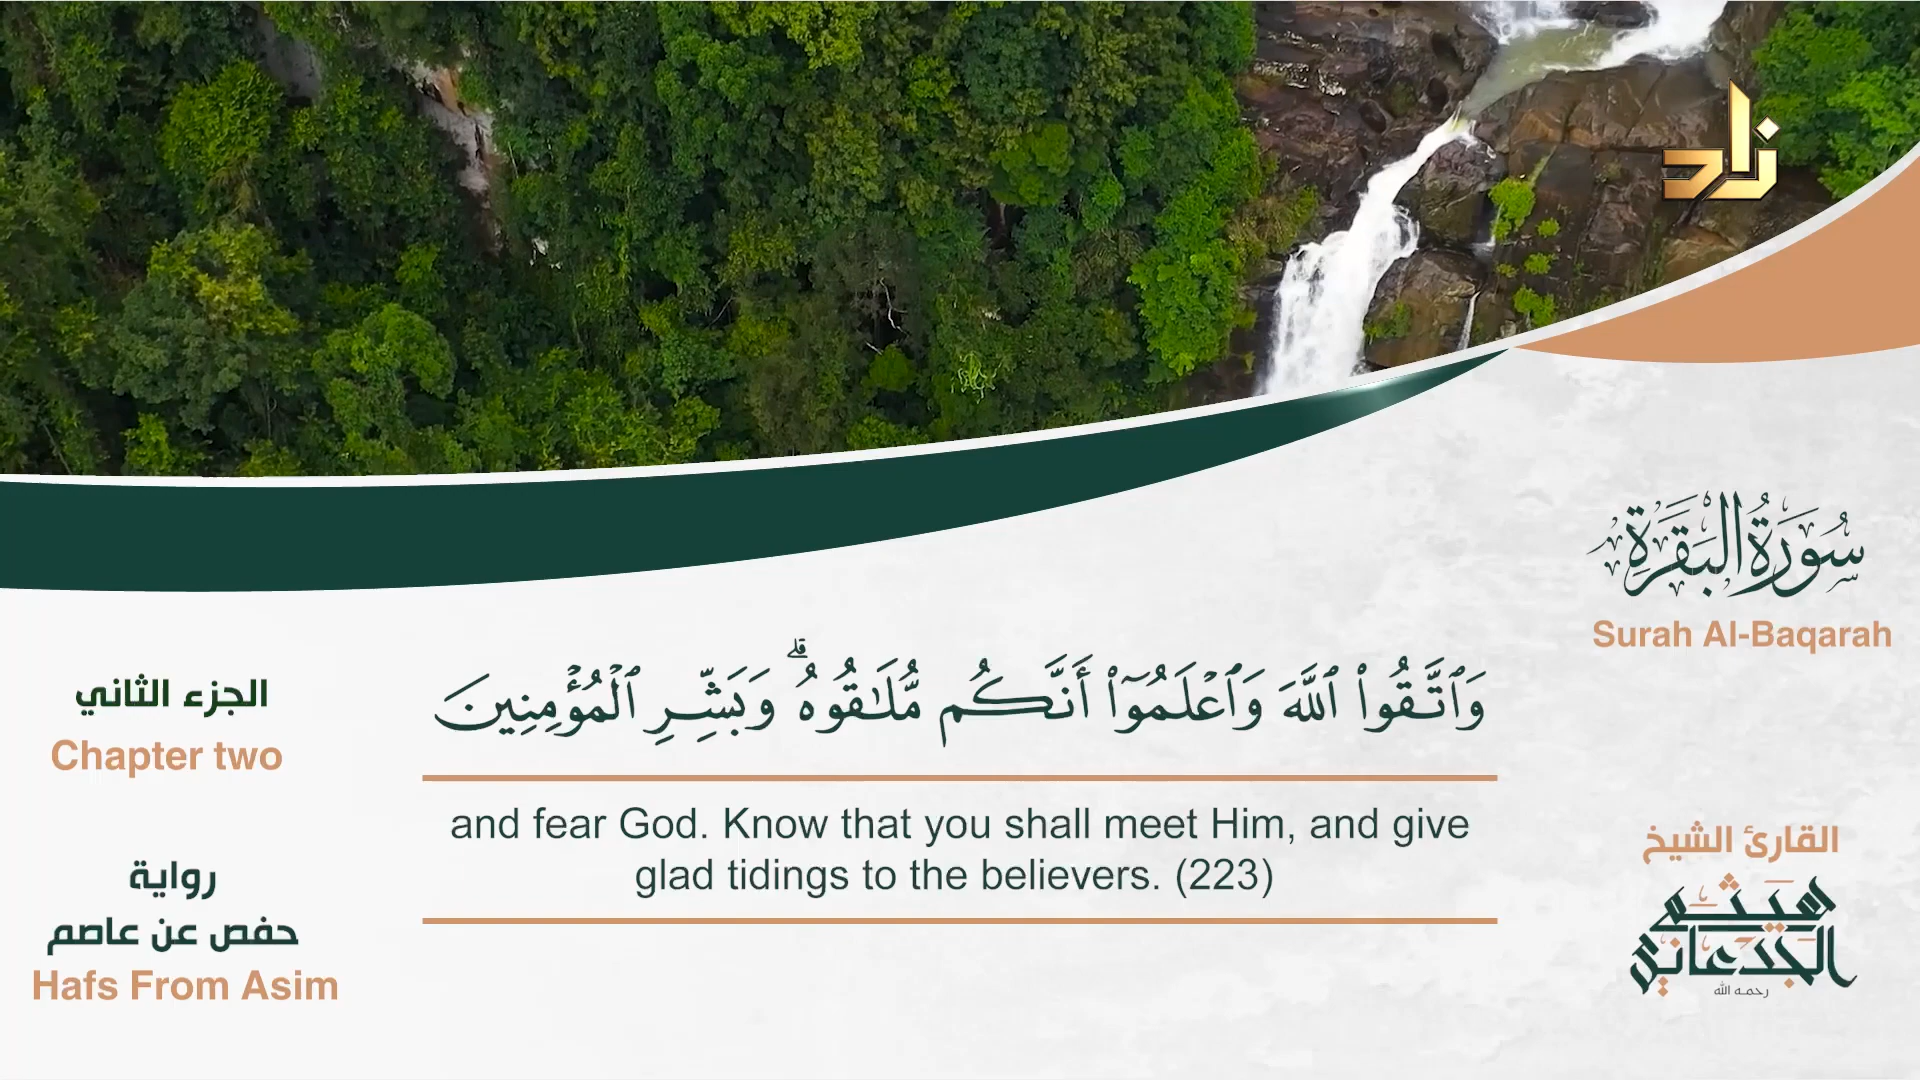 زاد
سُورَةُ البَقَرَةِ
Surah Al-Baqarah
وَٱتَّقُوا۟ ٱللَّهَ وَٱعْلَمُوٓا۟ أَنَّكُم مُّلَـٰقُوهُ ۗ وَبَشِّرِ ٱلْمُؤْمِنِينَ
and fear God. Know that you shall meet Him, and give
glad tidings to the believers. (223)
الجزء الثاني
Chapter two
رواية
حفص عن عاصم
Hafs From Asim
القارئ الشيخ
هيثم
الجدعاني
رحمه الله